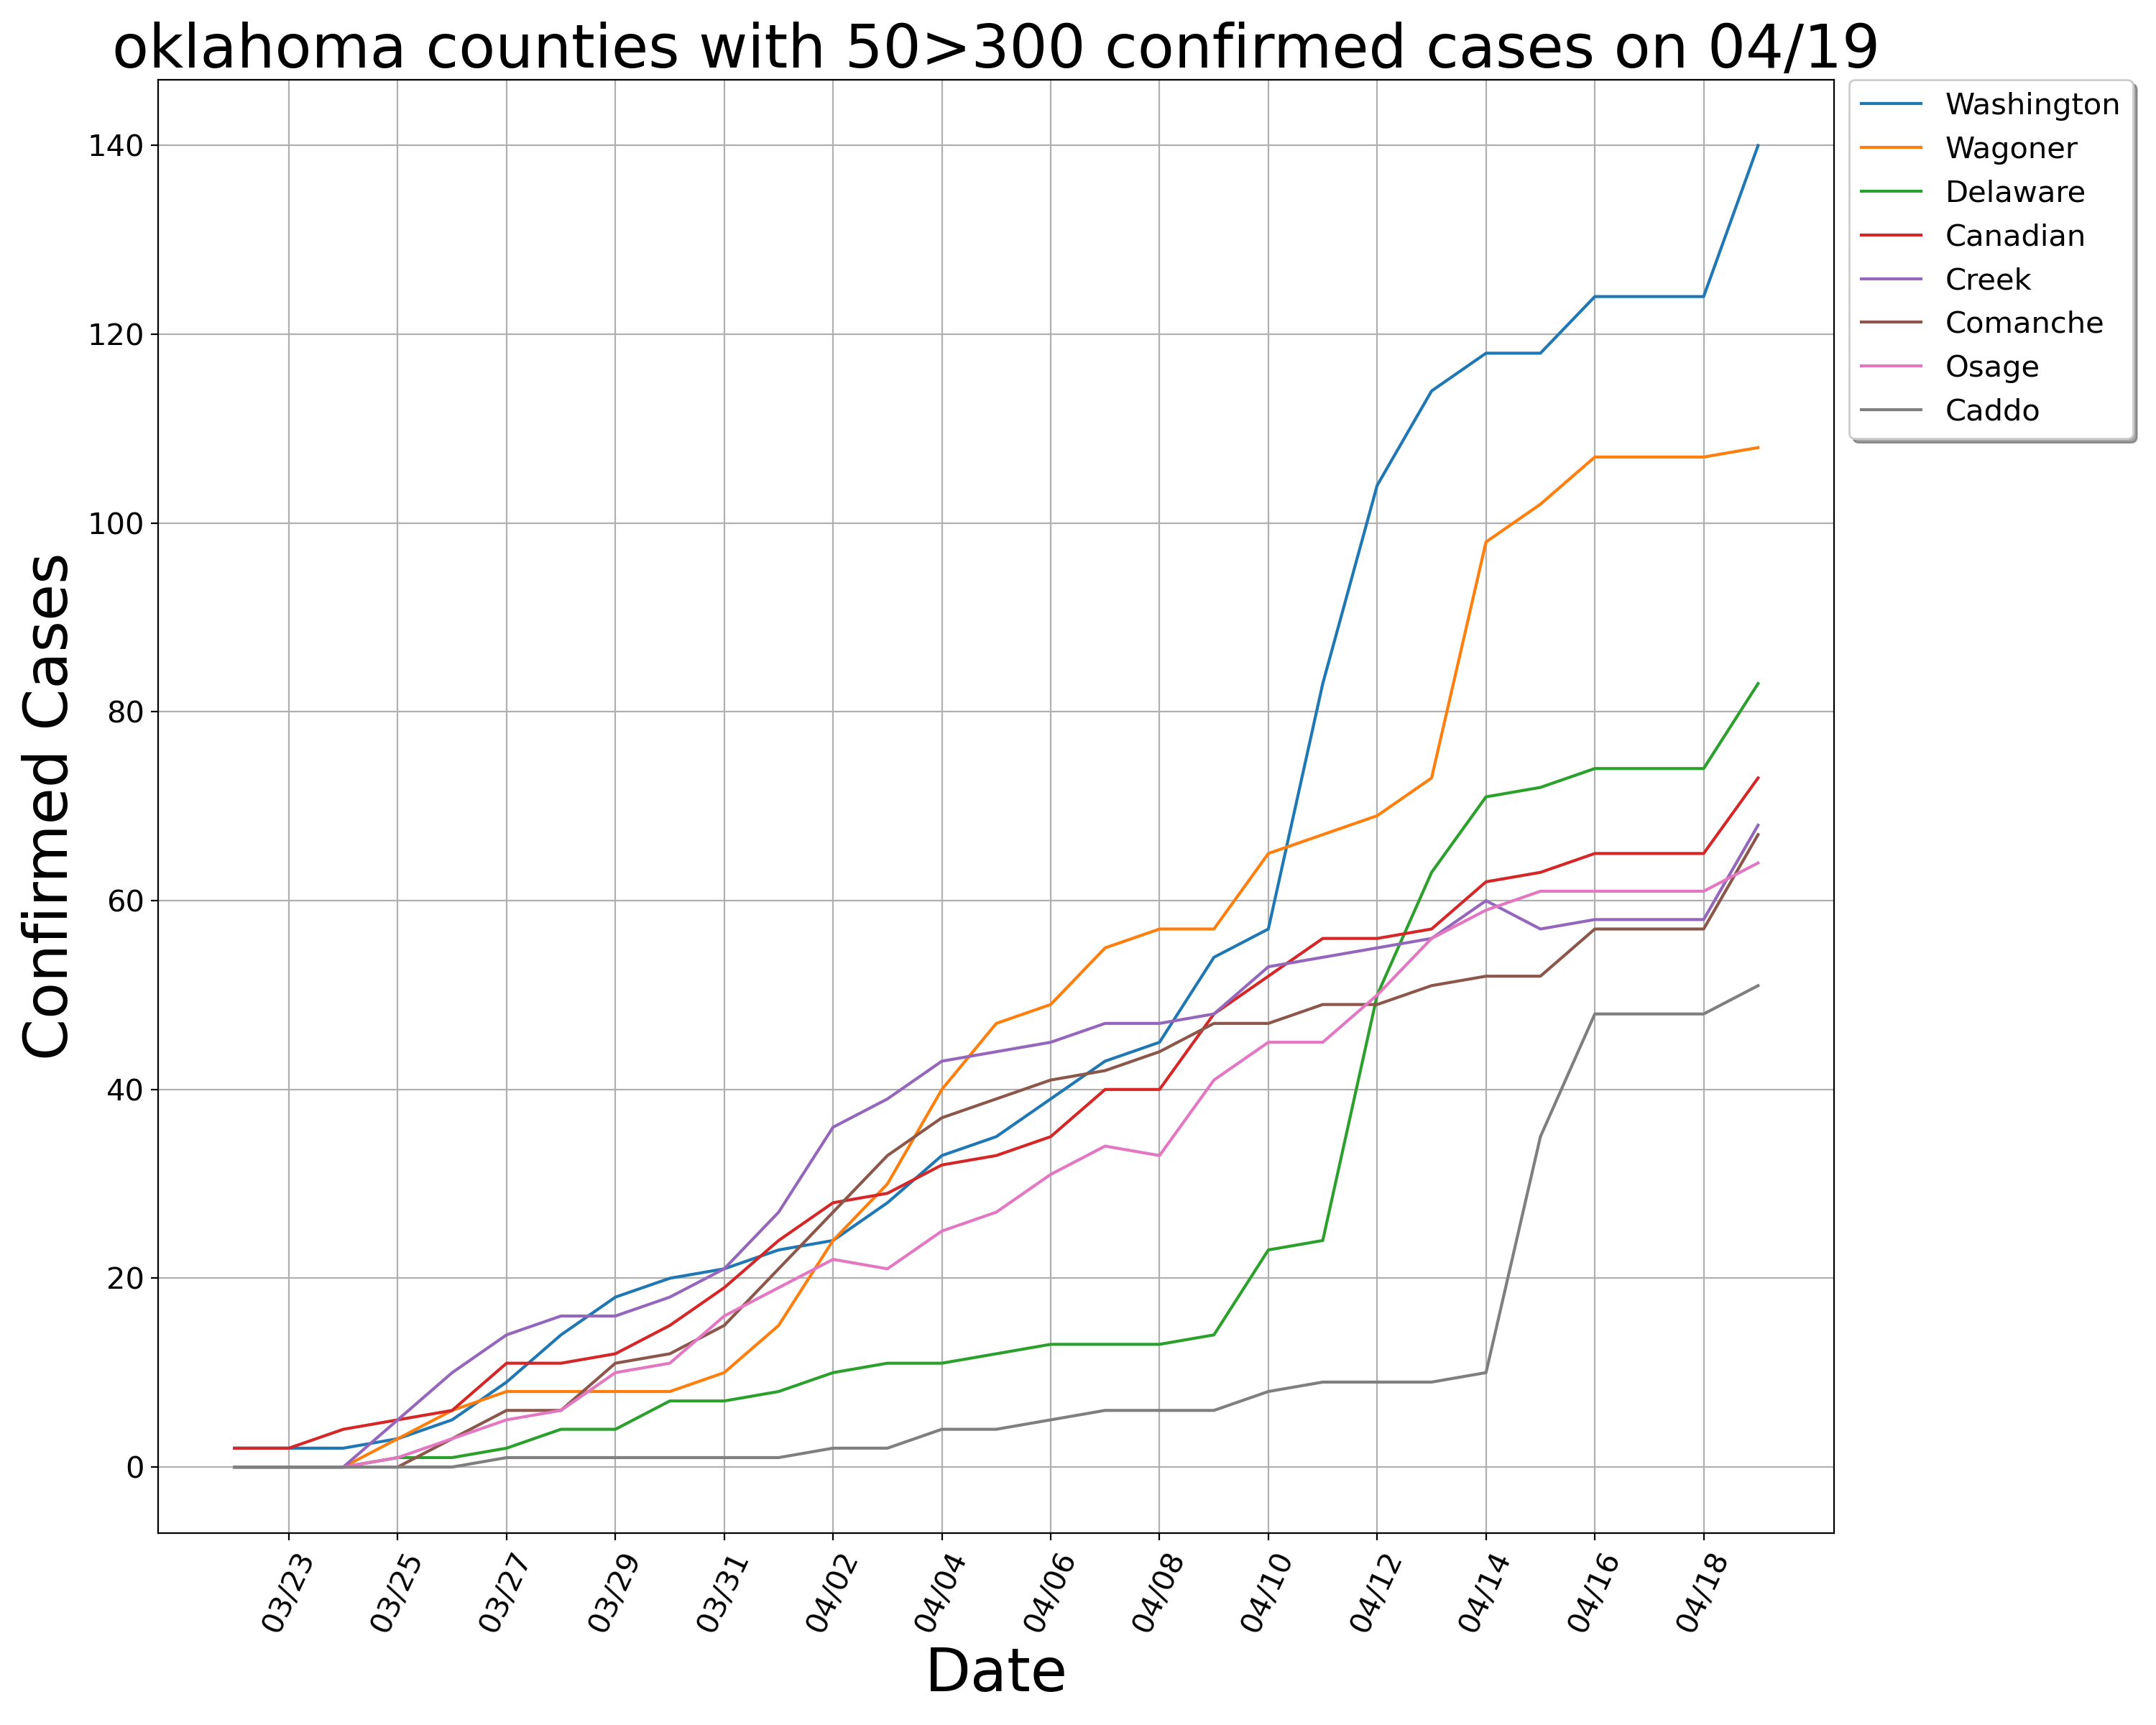 oklahoma counties with 50>300 confirmed cases on 04/19
Washington
Wagoner
Delaware
Canadian
Creek
Comanche
Osage
Caddo
Confirmed Cases
140
120
100
80
60
40
20
0
03/23
03/25
03/27
03/29
03/31
04/02
04/04
04/06
04/08
04/10
04/12
04/14
04/16
04/18
Date